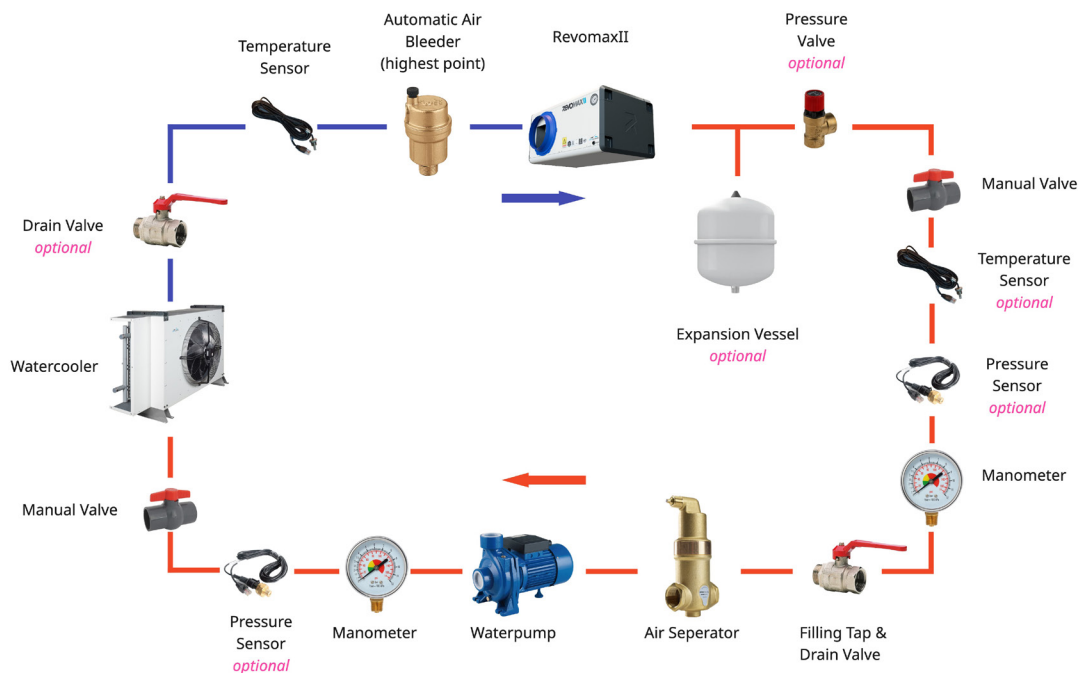 Automatic Air
Bleeder
(highest point)
RevomaxII
Pressure
Valve
optional
Temperature
Sensor
REVOMAXII
Manual Valve
Drain Valve
optional
Temperature
Sensor
optional
Expansion Vessel
optional
Watercooler
Pressure
Sensor
optional
Manometer
Manual Valve
Pressure
Sensor
optional
Manometer
Waterpump
Air Seperator
Filling Tap &
Drain Valve